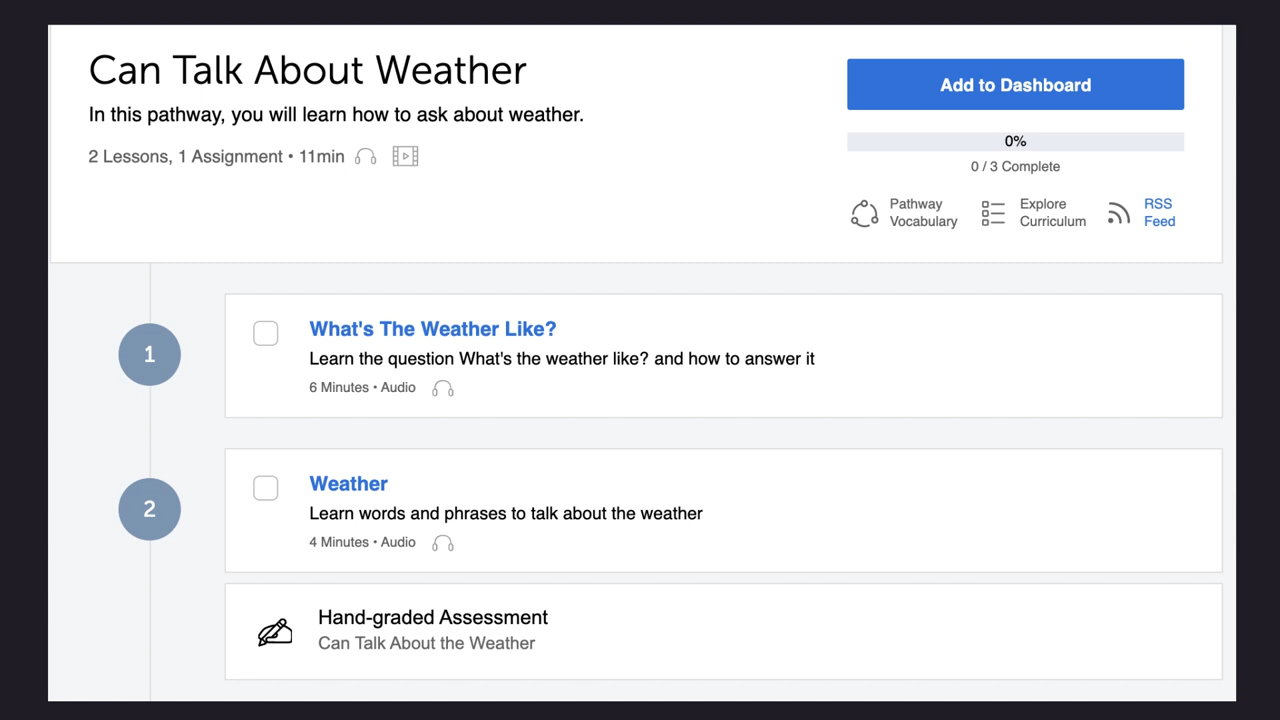 Can Talk About Weather
In this pathway, you will learn how to ask about weather.
2 Lessons, 1 Assignment • 11min
Add to Dashboard
0%
0 / 3 Complete
Pathway
Vocabulary
Explore
Curriculum
RSS
Feed
1
What's The Weather Like?
Learn the question What's the weather like? and how to answer it
6 Minutes • Audio
2
Weather
Learn words and phrases to talk about the weather
4 Minutes • Audio
Hand-graded Assessment
Can Talk About the Weather